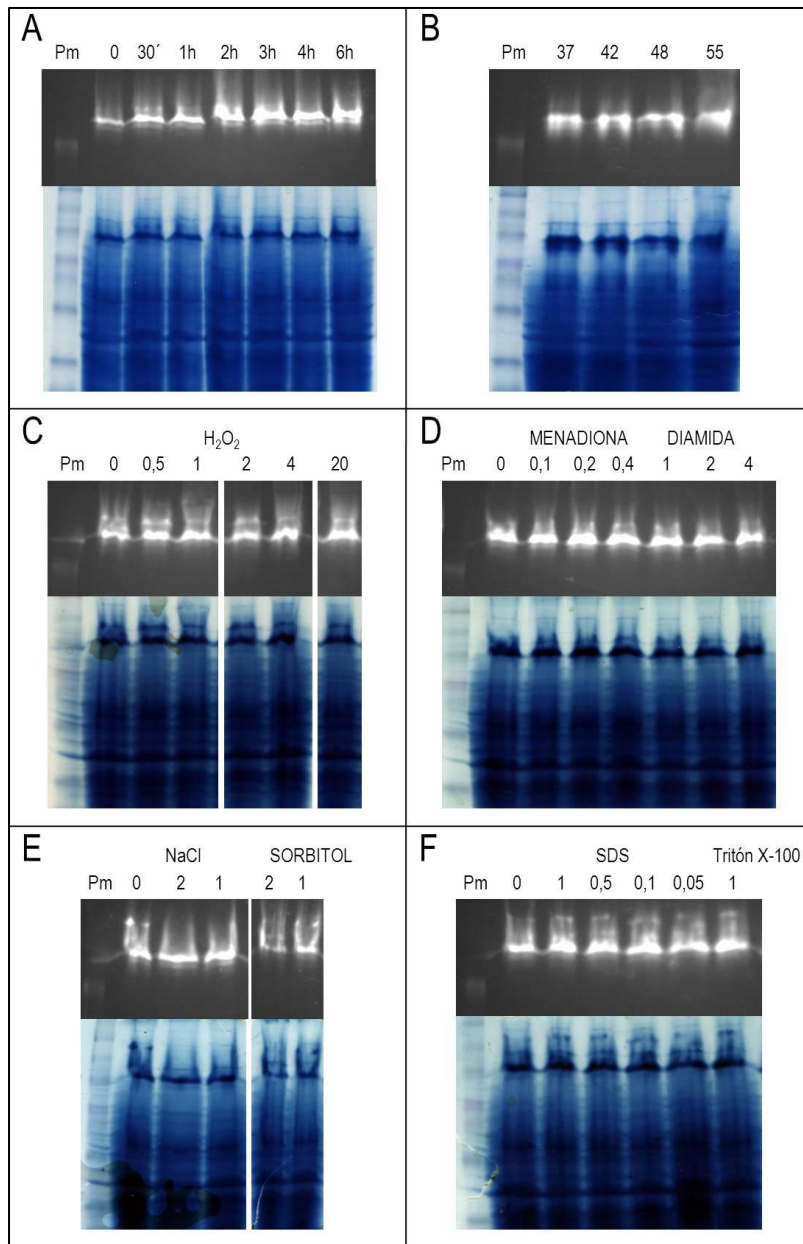 A
Pm 0 30´ 1h 2h 3h 4h 6h
B
Pm 37 42 48 55
C
H₂O₂
Pm 0 0,5 1 2 4 20
D
MENADIONA DIAMIDA
Pm 0 0,1 0,2 0,4 1 2 4
E
NaCl SORBITOL
Pm 0 2 1 2 1
F
SDS Tritón X-100
Pm 0 1 0,5 0,1 0,05 1